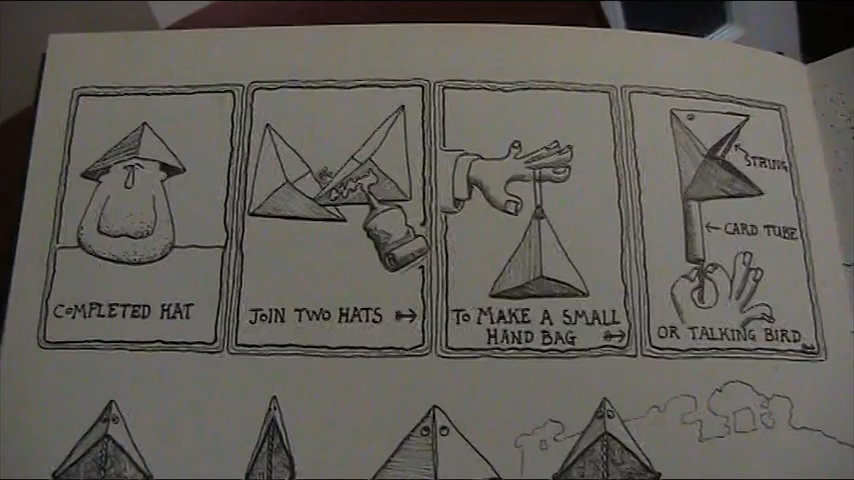 COMPLETED HAT
JOIN TWO HATS
TO MAKE A SMALL
HAND BAG
STRING
CARD TUBE
OR TALKING BIRD